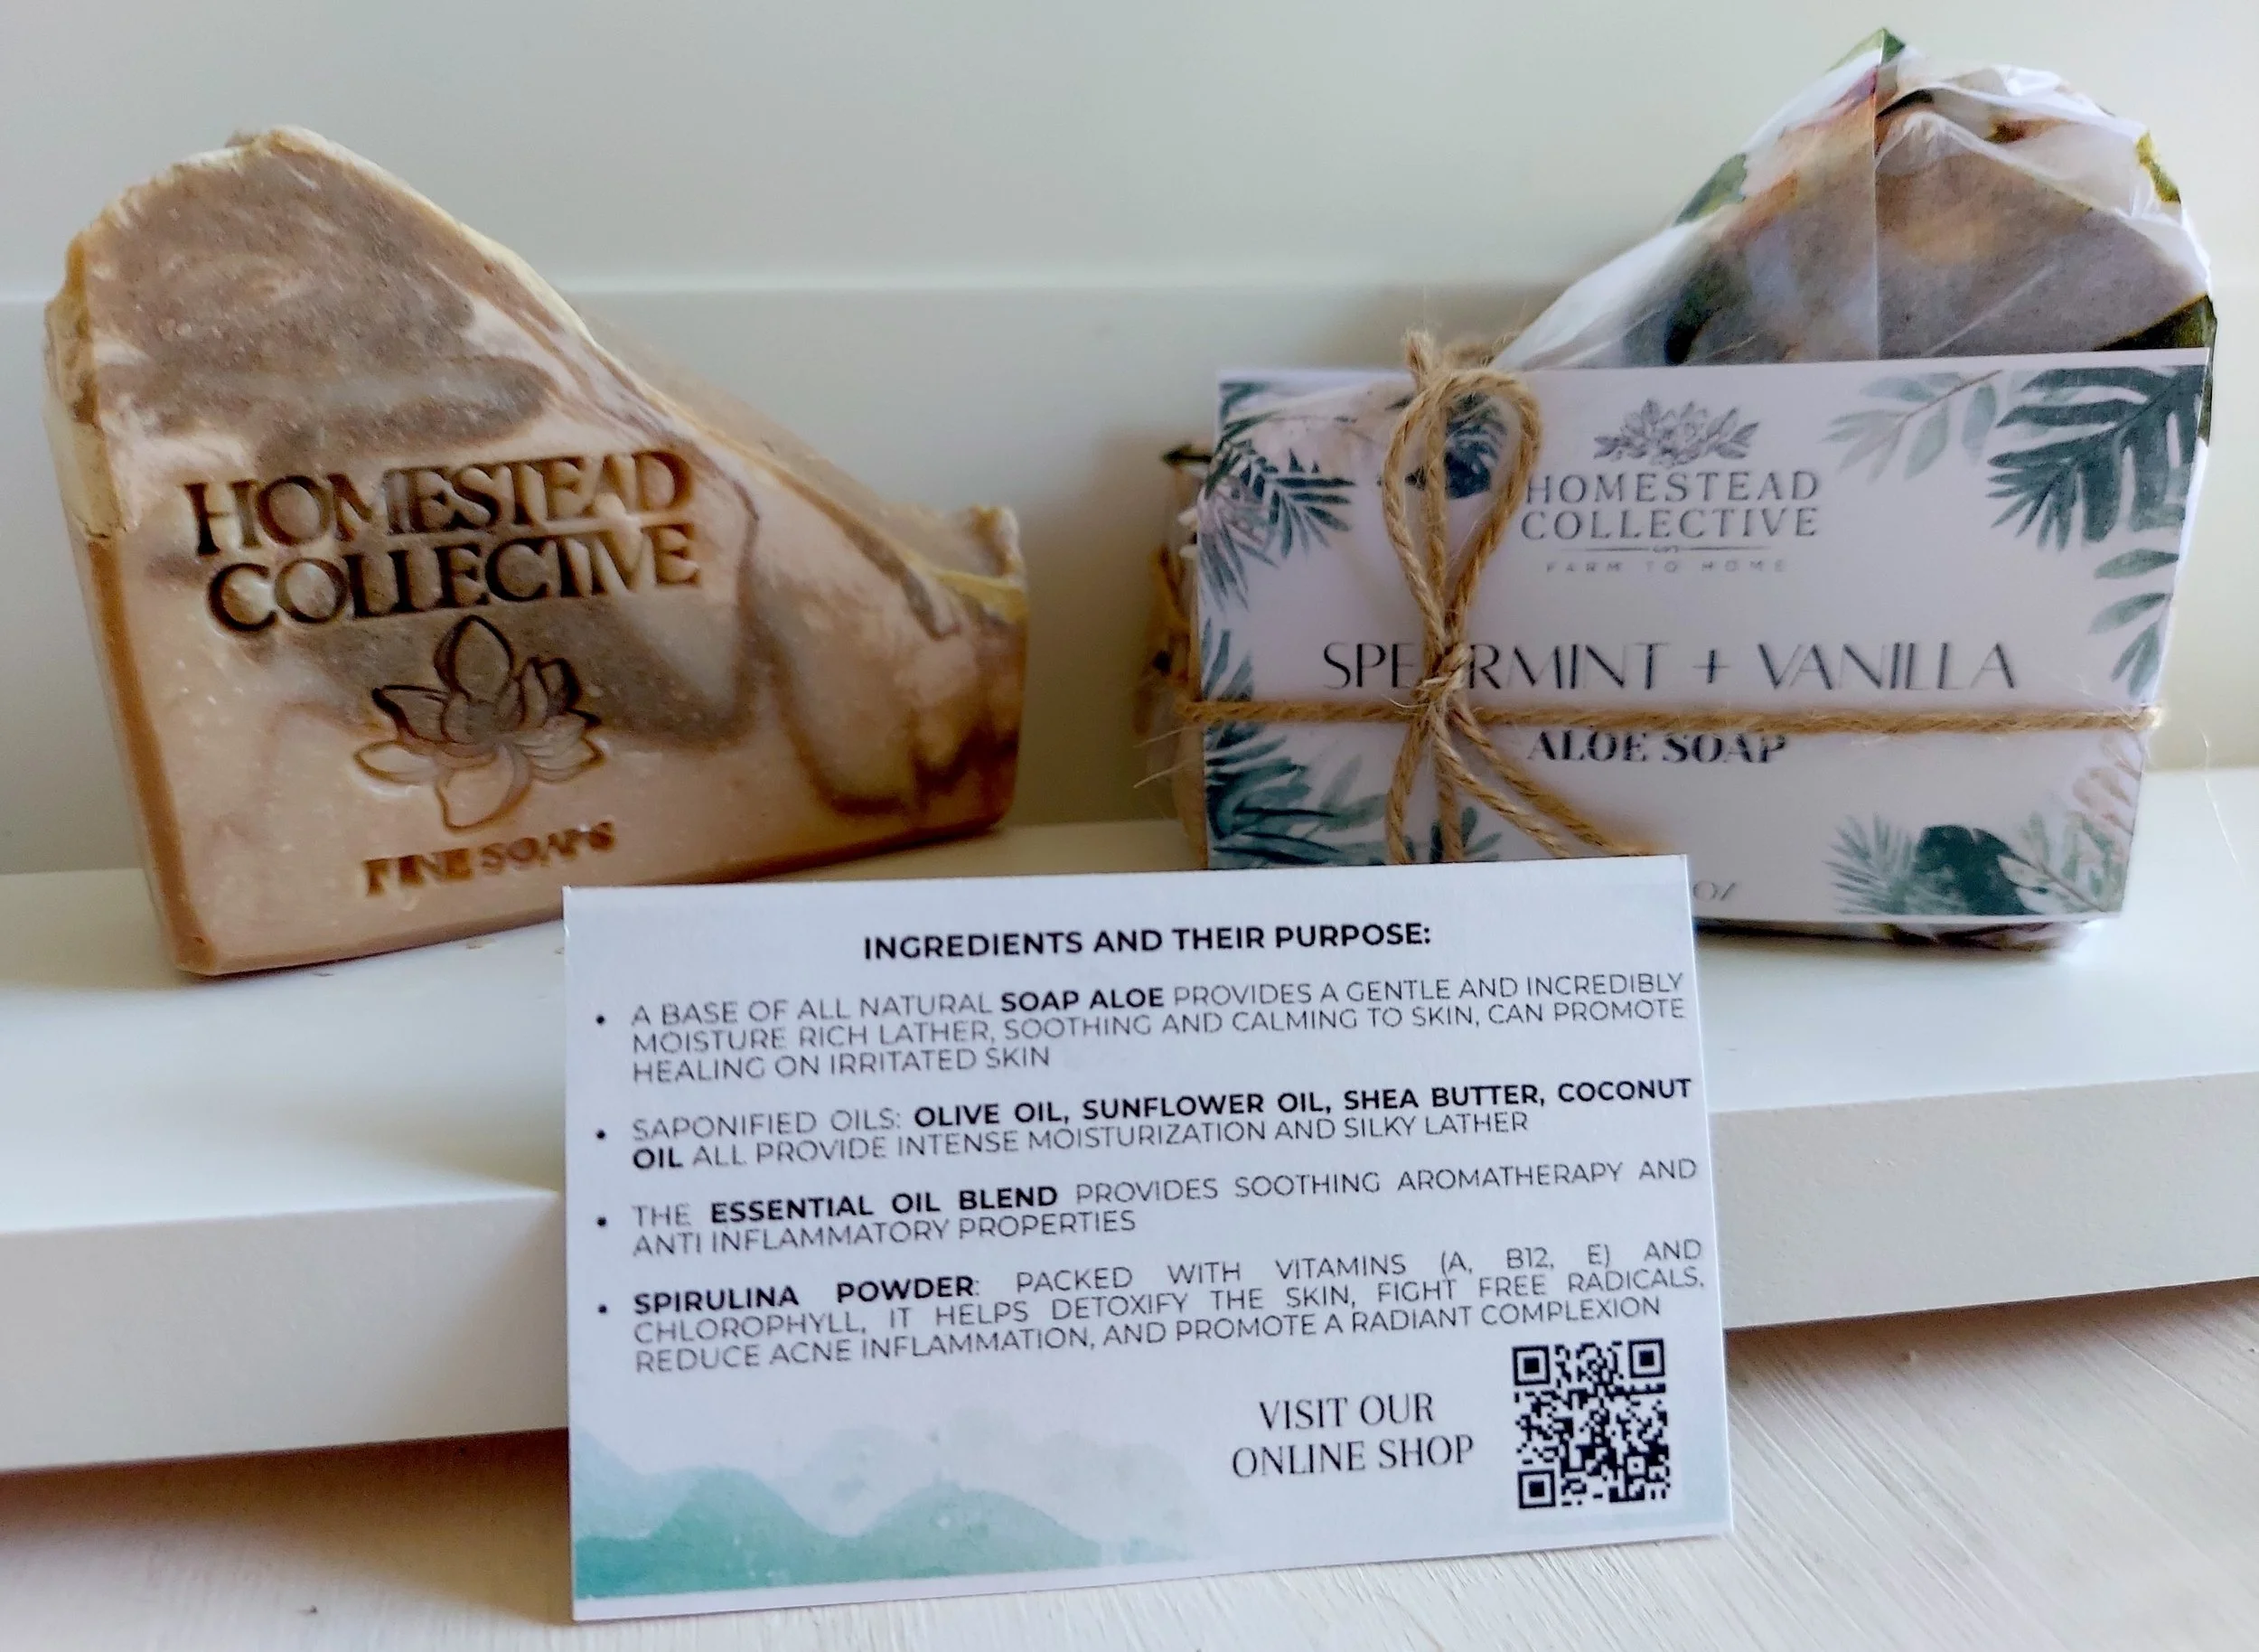 HOMESTEAD
COLLECTIVE
FINE SOAPS
HOMESTEAD
COLLECTIVE
FARM TO HOME
SPEARMINT + VANILLA
ALOE SOAP
OZ
INGREDIENTS AND THEIR PURPOSE:
• A BASE OF ALL NATURAL SOAP ALOE PROVIDES A GENTLE AND INCREDIBLY
MOISTURE RICH LATHER, SOOTHING AND CALMING TO SKIN, CAN PROMOTE
HEALING ON IRRITATED SKIN
• SAPONIFIED OILS: OLIVE OIL, SUNFLOWER OIL, SHEA BUTTER, COCONUT
OIL ALL PROVIDE INTENSE MOISTURIZATION AND SILKY LATHER
• THE ESSENTIAL OIL BLEND PROVIDES SOOTHING AROMATHERAPY AND
ANTI INFLAMMATORY PROPERTIES
• SPIRULINA POWDER: PACKED WITH VITAMINS (A, B12, E) AND
CHLOROPHYLL, IT HELPS DETOXIFY THE SKIN, FIGHT FREE RADICALS,
REDUCE ACNE INFLAMMATION, AND PROMOTE A RADIANT COMPLEXION
VISIT OUR
ONLINE SHOP